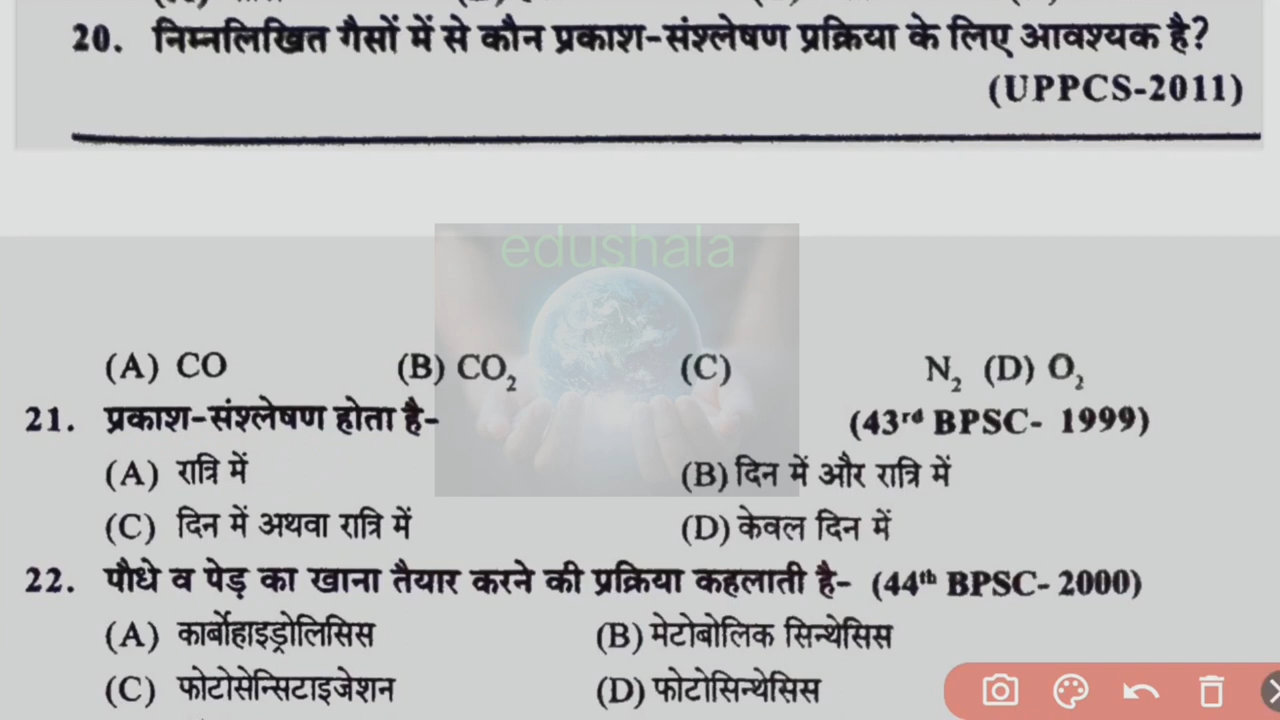 20. निम्नलिखित गैसों में से कौन प्रकाश-संश्लेषण प्रक्रिया के लिए आवश्यक है?
(UPPCS-2011)
edushala
(A) CO (B) CO₂ (C) N₂ (D) O₂
21. प्रकाश-संश्लेषण होता है- (43ʳᵈ BPSC- 1999)
(A) रात्रि में (B) दिन में और रात्रि में
(C) दिन में अथवा रात्रि में (D) केवल दिन में
22. पौधे व पेड़ का खाना तैयार करने की प्रक्रिया कहलाती है- (44ᵗʰ BPSC- 2000)
(A) कार्बोहाइड्रोलिसिस (B) मेटोबोलिक सिन्थेसिस
(C) फोटोसेन्सिटाइजेशन (D) फोटोसिन्थेसिस